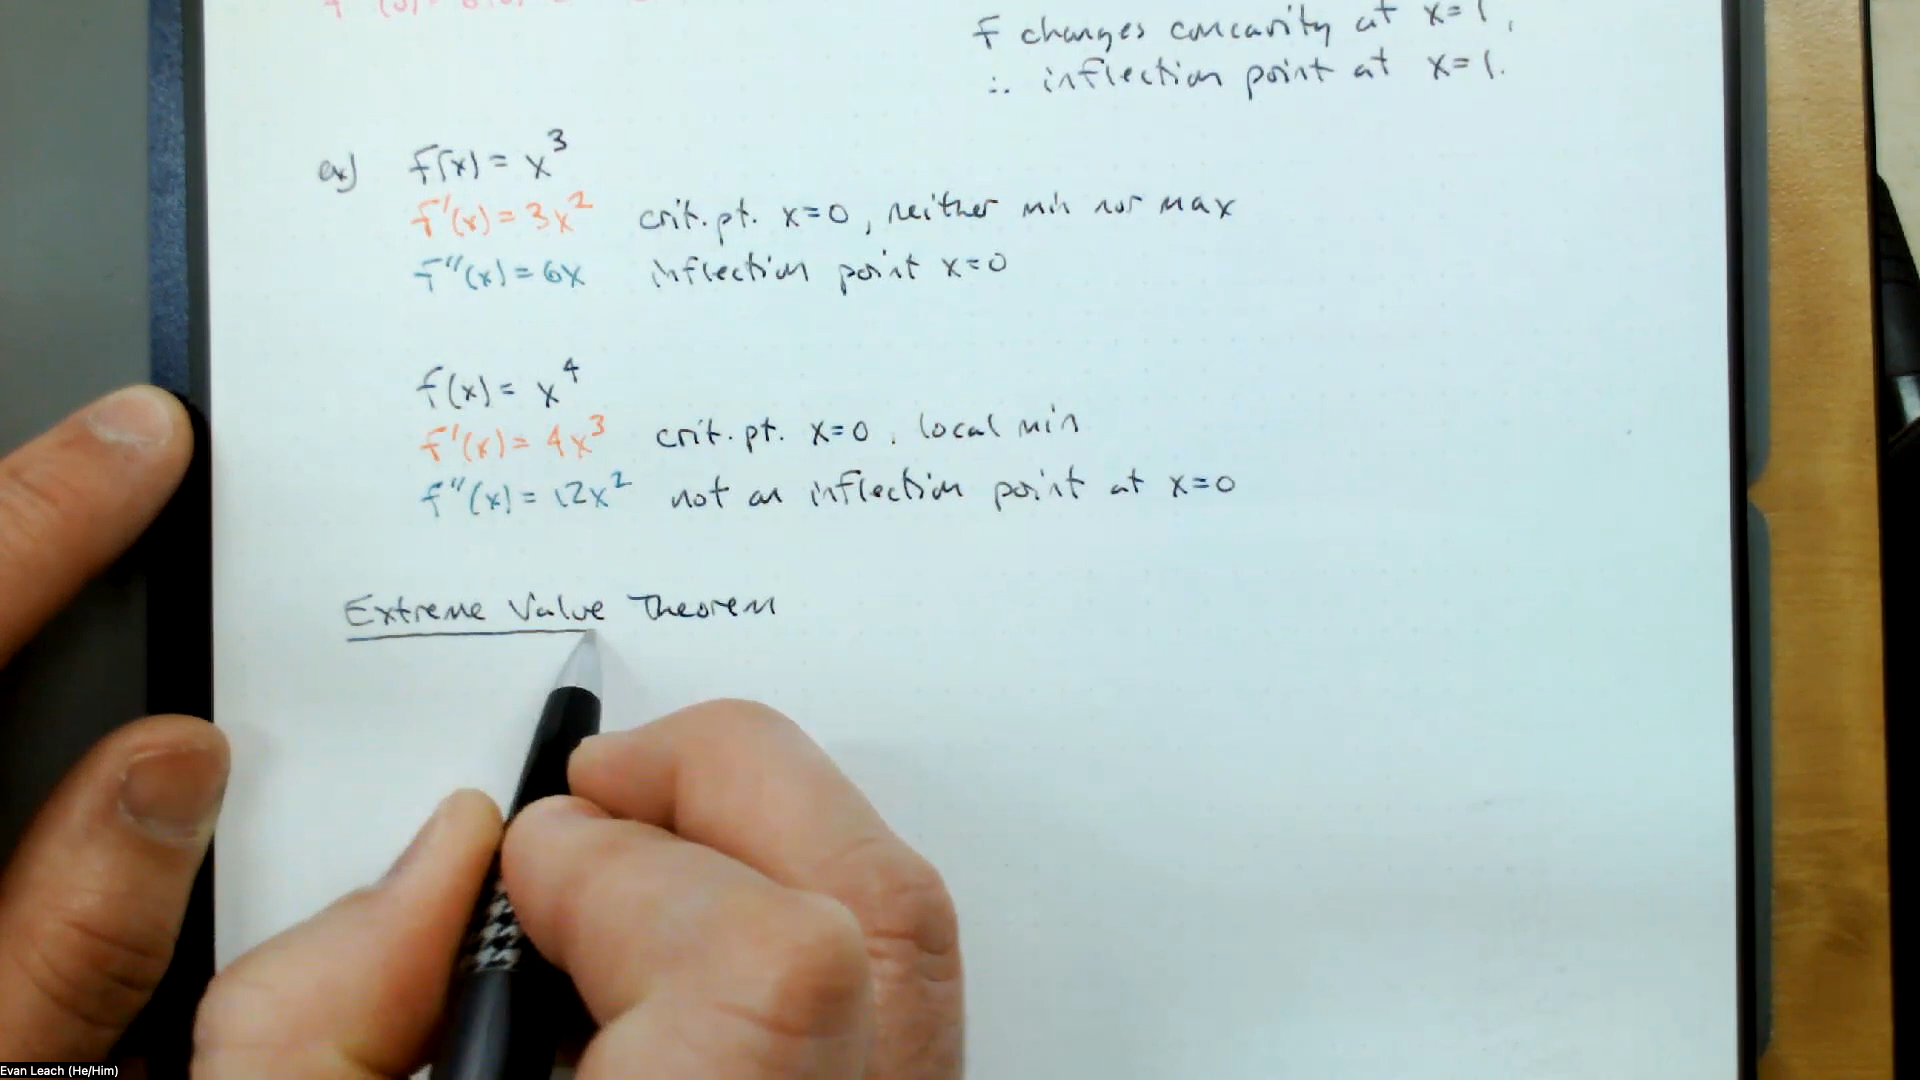 f changes concavity at x=1,
∴ inflection point at x=1.
ex) f(x) = x³
f'(x) = 3x² crit. pt. x=0, neither min nor max
f''(x) = 6x inflection point x=0
f(x) = x⁴
f'(x) = 4x³ crit. pt. x=0. local min
f''(x) = 12x² not an inflection point at x=0
Extreme Value Theorem
Evan Leach (He/Him)